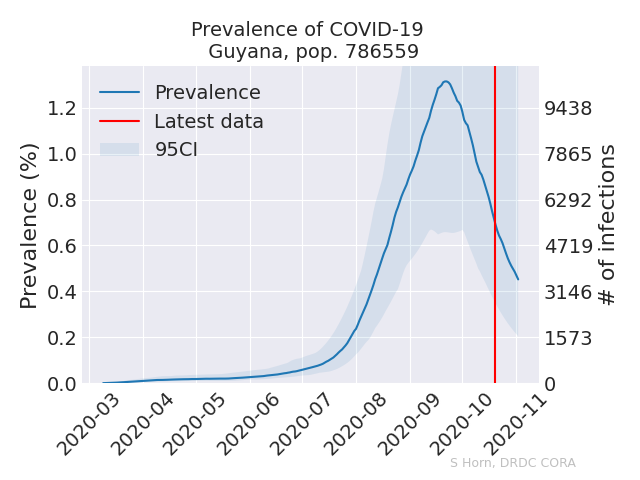 Prevalence of COVID-19
Guyana, pop. 786559
Prevalence
Latest data
95CI
Prevalence (%)
1.2
1.0
0.8
0.6
0.4
0.2
0.0
9438
7865
6292
4719
3146
1573
0
# of infections
2020-03
2020-04
2020-05
2020-06
2020-07
2020-08
2020-09
2020-10
2020-11
S Horn, DRDC CORA